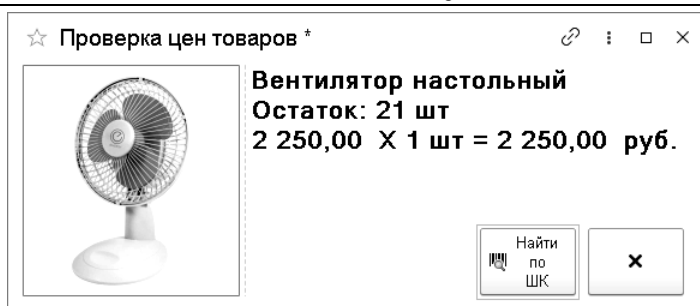 Проверка цен товаров *
Вентилятор настольный
Остаток: 21 шт
2 250,00 X 1 шт = 2 250,00 руб.
Найти
по
ШК